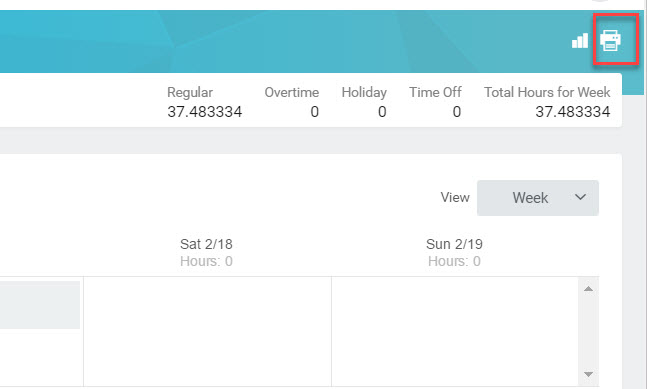 Regular Overtime Holiday Time Off Total Hours for Week
37.483334 0 0 0 37.483334
View Week
Sat 2/18 Sun 2/19
Hours: 0 Hours: 0